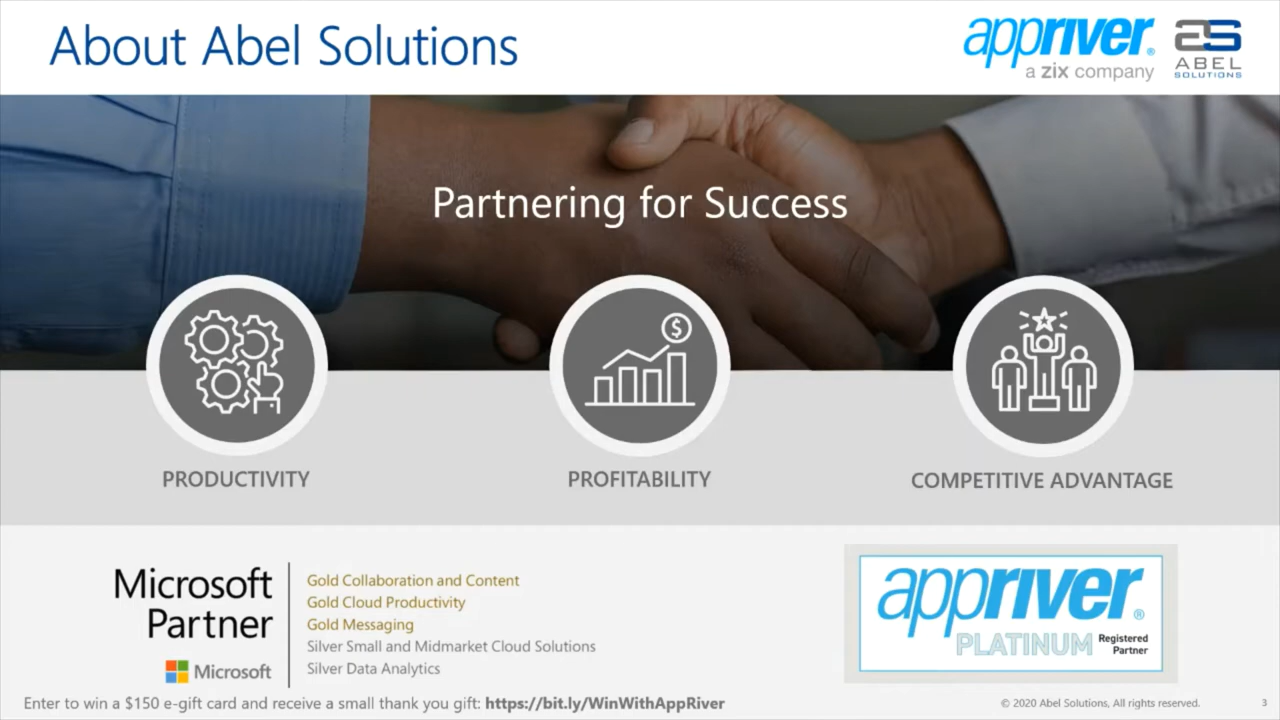 About Abel Solutions
appriver®
a zix company
as
ABEL
SOLUTIONS
Partnering for Success
$
PRODUCTIVITY
PROFITABILITY
COMPETITIVE ADVANTAGE
Microsoft
Partner
Microsoft
Gold Collaboration and Content
Gold Cloud Productivity
Gold Messaging
Silver Small and Midmarket Cloud Solutions
Silver Data Analytics
appriver®
PLATINUM Registered
Partner
Enter to win a $150 e-gift card and receive a small thank you gift: https://bit.ly/WinWithAppRiver
© 2020 Abel Solutions, All rights reserved.
3